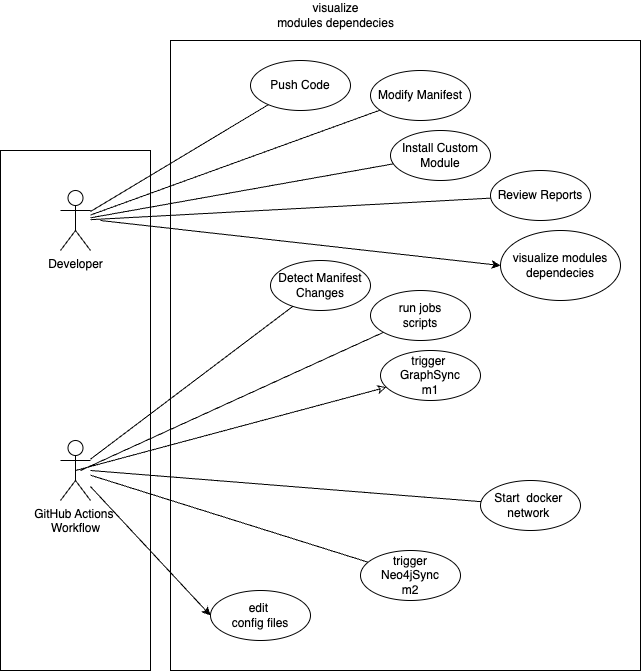 visualize
modules dependecies
Push Code
Modify Manifest
Install Custom
Module
Review Reports
Developer
visualize modules
dependecies
Detect Manifest
Changes
run jobs
scripts
trigger
GraphSync
m1
GitHub Actions
Workflow
Start docker
network
trigger
Neo4jSync
m2
edit
config files